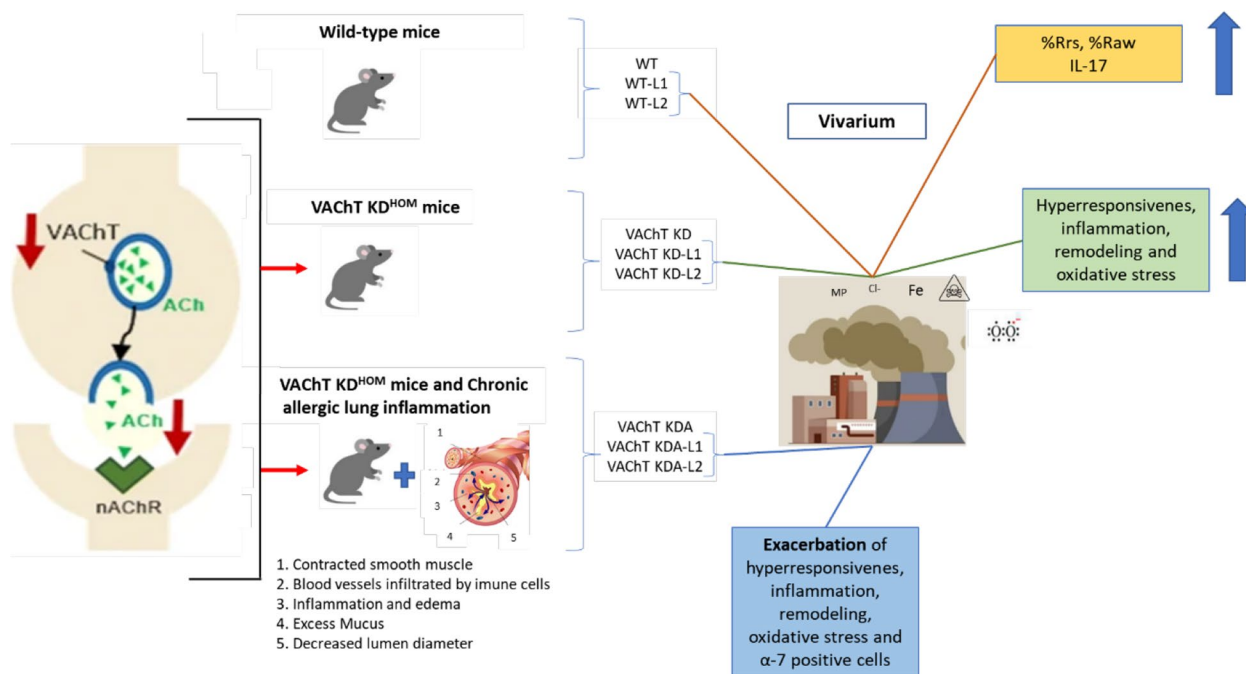 Wild-type mice
WT
WT-L1
WT-L2
%Rrs, %Raw
IL-17
Vivarium
VAChT
ACh
ACh
nAChR
VAChT KDᴴᴼᴹ mice
VAChT KD
VAChT KD-L1
VAChT KD-L2
Hyperresponsivenes,
inflammation,
remodeling and
oxidative stress
MP
Cl-
Fe
:Ö Ö:
VAChT KDᴴᴼᴹ mice and Chronic
allergic lung inflammation
1
2
3
4
5
VAChT KDA
VAChT KDA-L1
VAChT KDA-L2
1. Contracted smooth muscle
2. Blood vessels infiltrated by imune cells
3. Inflammation and edema
4. Excess Mucus
5. Decreased lumen diameter
Exacerbation of
hyperresponsivenes,
inflammation,
remodeling,
oxidative stress and
α-7 positive cells